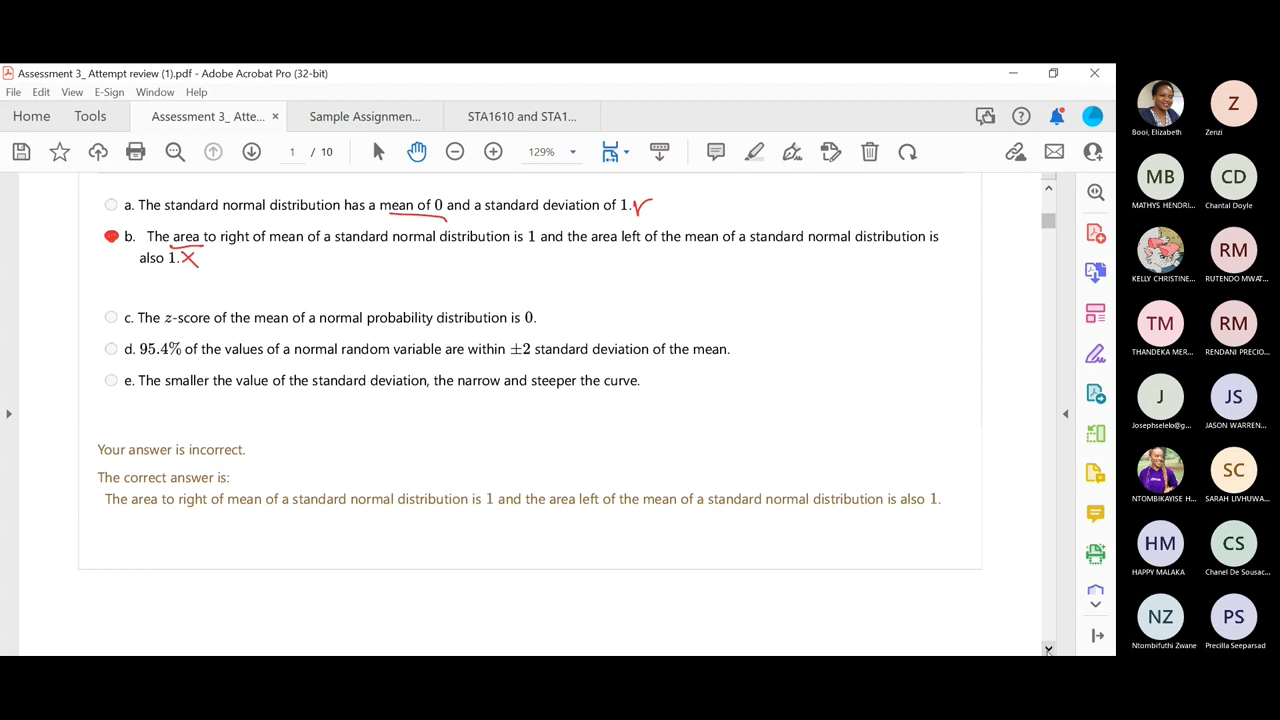 Assessment 3_ Attempt review (1).pdf - Adobe Acrobat Pro (32-bit)
File Edit View E-Sign Window Help
Home Tools Assessment 3_ Atte... × Sample Assignmen... STA1610 and STA1...
1 / 10 129%
a. The standard normal distribution has a mean of 0 and a standard deviation of 1.
b. The area to right of mean of a standard normal distribution is 1 and the area left of the mean of a standard normal distribution is
also 1.
c. The z-score of the mean of a normal probability distribution is 0.
d. 95.4% of the values of a normal random variable are within ±2 standard deviation of the mean.
e. The smaller the value of the standard deviation, the narrow and steeper the curve.
Your answer is incorrect.
The correct answer is:
The area to right of mean of a standard normal distribution is 1 and the area left of the mean of a standard normal distribution is also 1.
Z
Booi, Elizabeth Zenzi
MB CD
MATHYS HENDRI... Chantal Doyle
RM
KELLY CHRISTINE... RUTENDO MWAT...
TM RM
THANDEKA MER... RENDANI PRECIO...
J JS
Josephselelo@g... JASON WARREN...
SC
NTOMBIKAYISE H... SARAH LIVHUWA...
HM CS
HAPPY MALAKA Chanel De Sousac...
NZ PS
Ntombifuthi Zwane Precilla Seeparsad